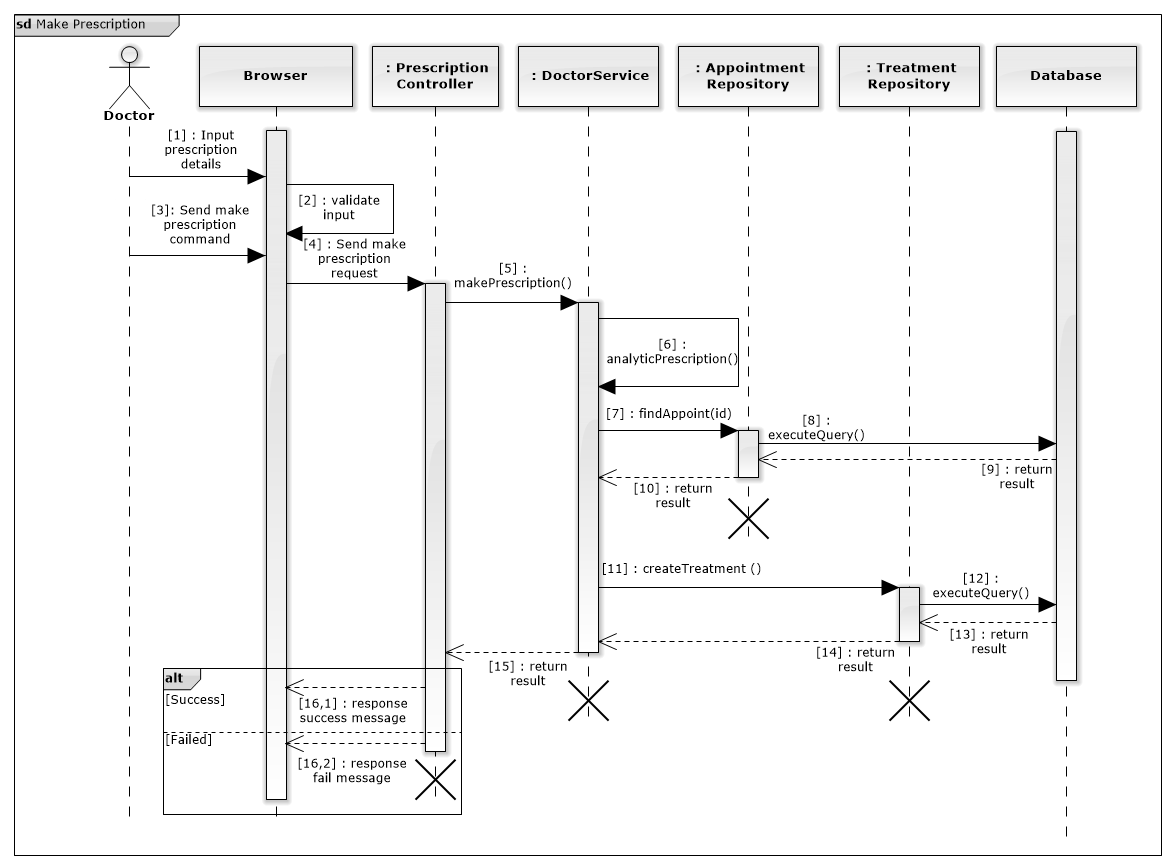 sd Make Prescription
Doctor
Browser
: Prescription
Controller
: DoctorService
: Appointment
Repository
: Treatment
Repository
Database
[1] : Input
prescription
details
[2] : validate
input
[3]: Send make
prescription
command
[4] : Send make
prescription
request
[5] :
makePrescription()
[6] :
analyticPrescription()
[7] : findAppoint(id)
[8] :
executeQuery()
[9] : return
result
[10] : return
result
[11] : createTreatment ()
[12] :
executeQuery()
[13] : return
result
[14] : return
result
[15] : return
result
alt
[Success]
[16,1] : response
success message
[Failed]
[16,2] : response
fail message